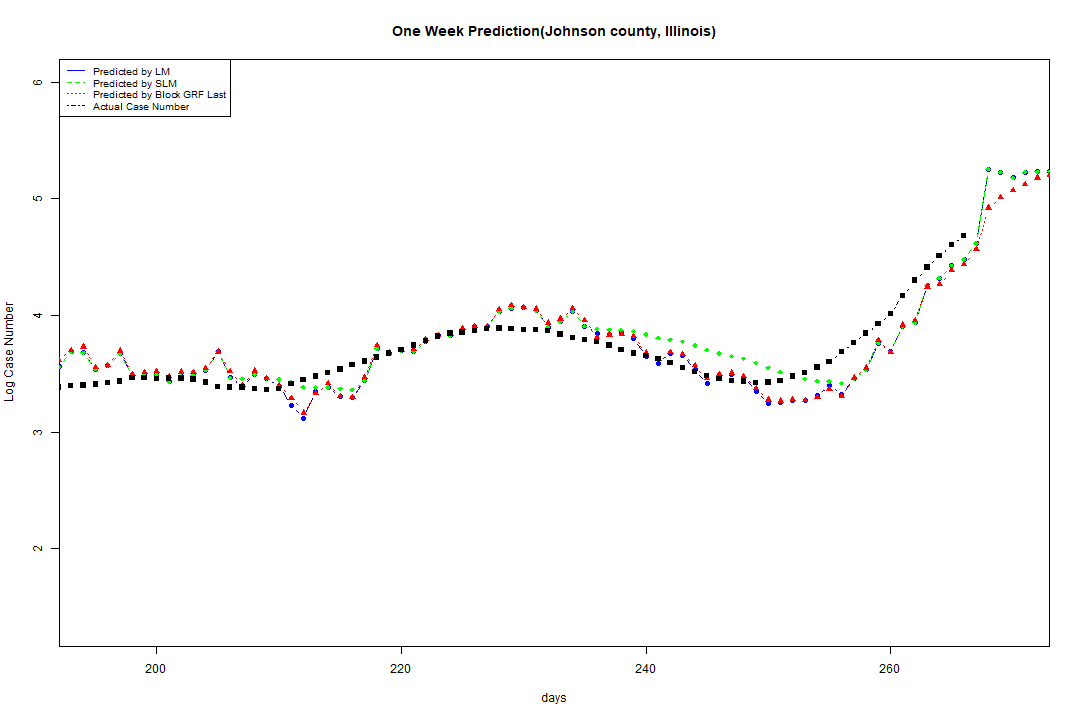 One Week Prediction(Johnson county, Illinois)
Predicted by LM
Predicted by SLM
Predicted by Block GRF Last
Actual Case Number
6
5
4
3
2
Log Case Number
200 220 240 260
days